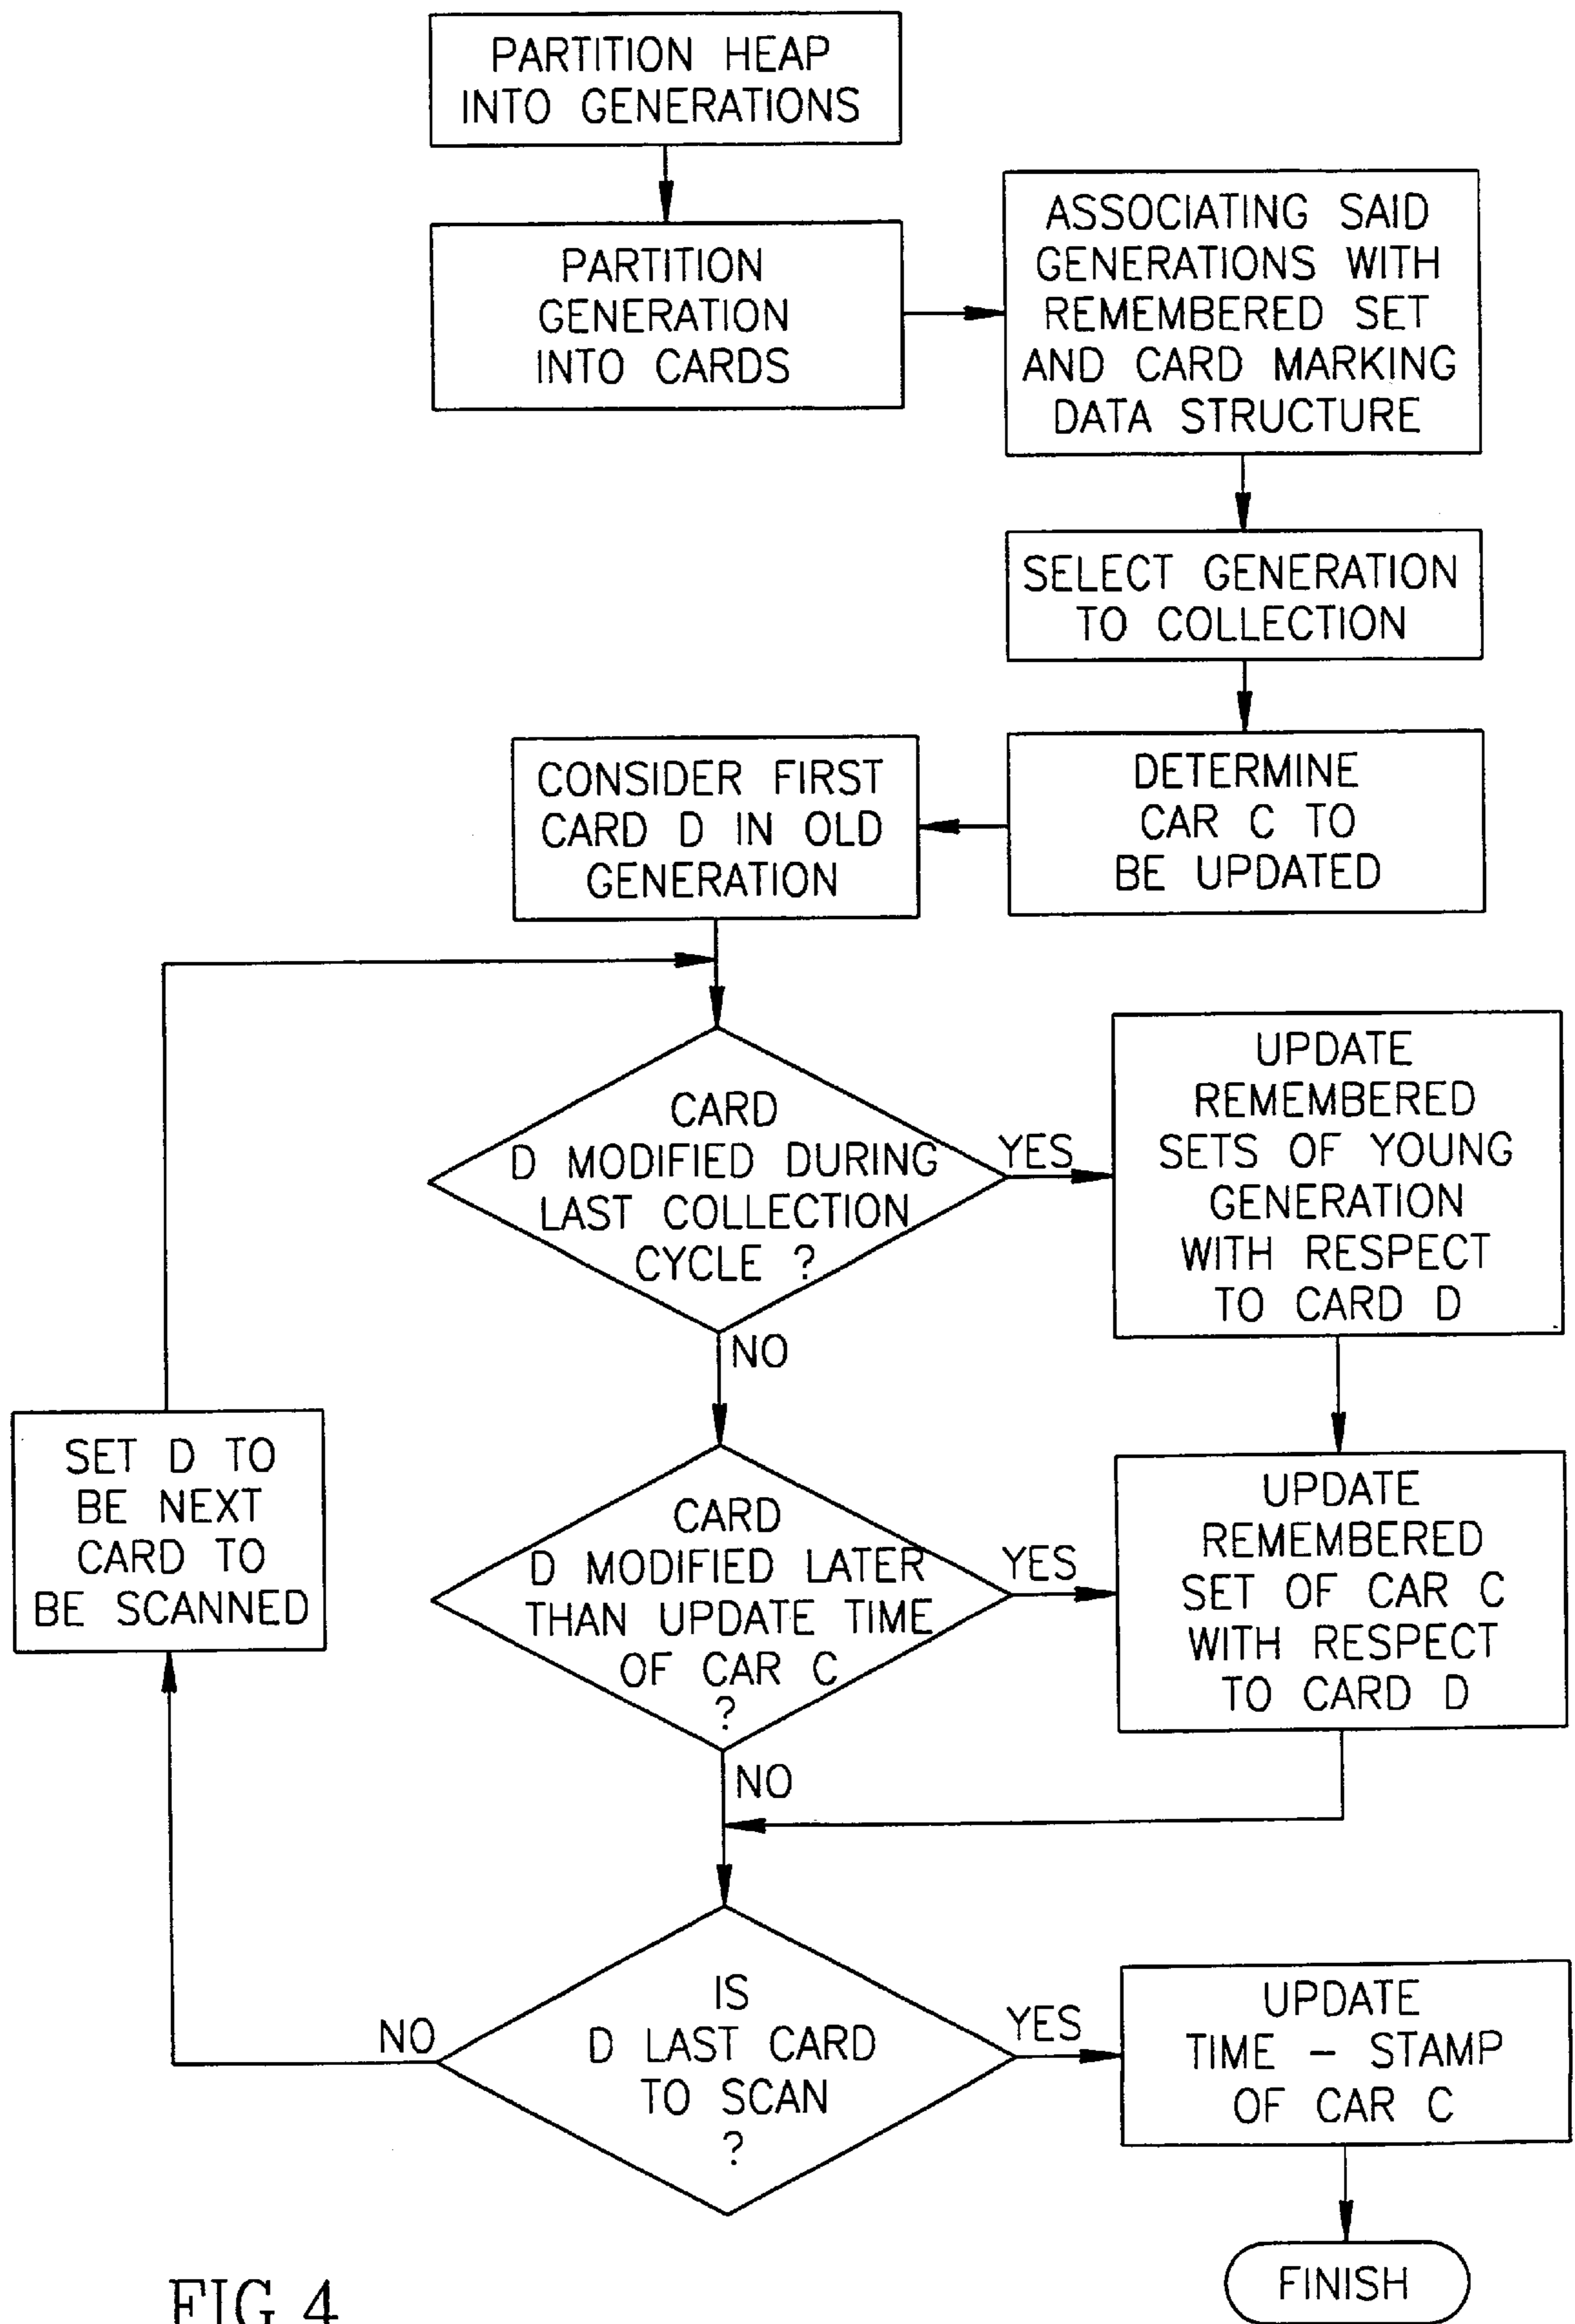 PARTITION HEAP
INTO GENERATIONS
PARTITION
GENERATION
INTO CARDS
ASSOCIATING SAID
GENERATIONS WITH
REMEMBERED SET
AND CARD MARKING
DATA STRUCTURE
SELECT GENERATION
TO COLLECTION
DETERMINE
CAR C TO
BE UPDATED
CONSIDER FIRST
CARD D IN OLD
GENERATION
CARD
D MODIFIED DURING
LAST COLLECTION
CYCLE ?
YES
UPDATE
REMEMBERED
SETS OF YOUNG
GENERATION
WITH RESPECT
TO CARD D
NO
CARD
D MODIFIED LATER
THAN UPDATE TIME
OF CAR C
?
YES
UPDATE
REMEMBERED
SET OF CAR C
WITH RESPECT
TO CARD D
NO
SET D TO
BE NEXT
CARD TO
BE SCANNED
IS
D LAST CARD
TO SCAN
?
NO
YES
UPDATE
TIME – STAMP
OF CAR C
FINISH
FIG.4